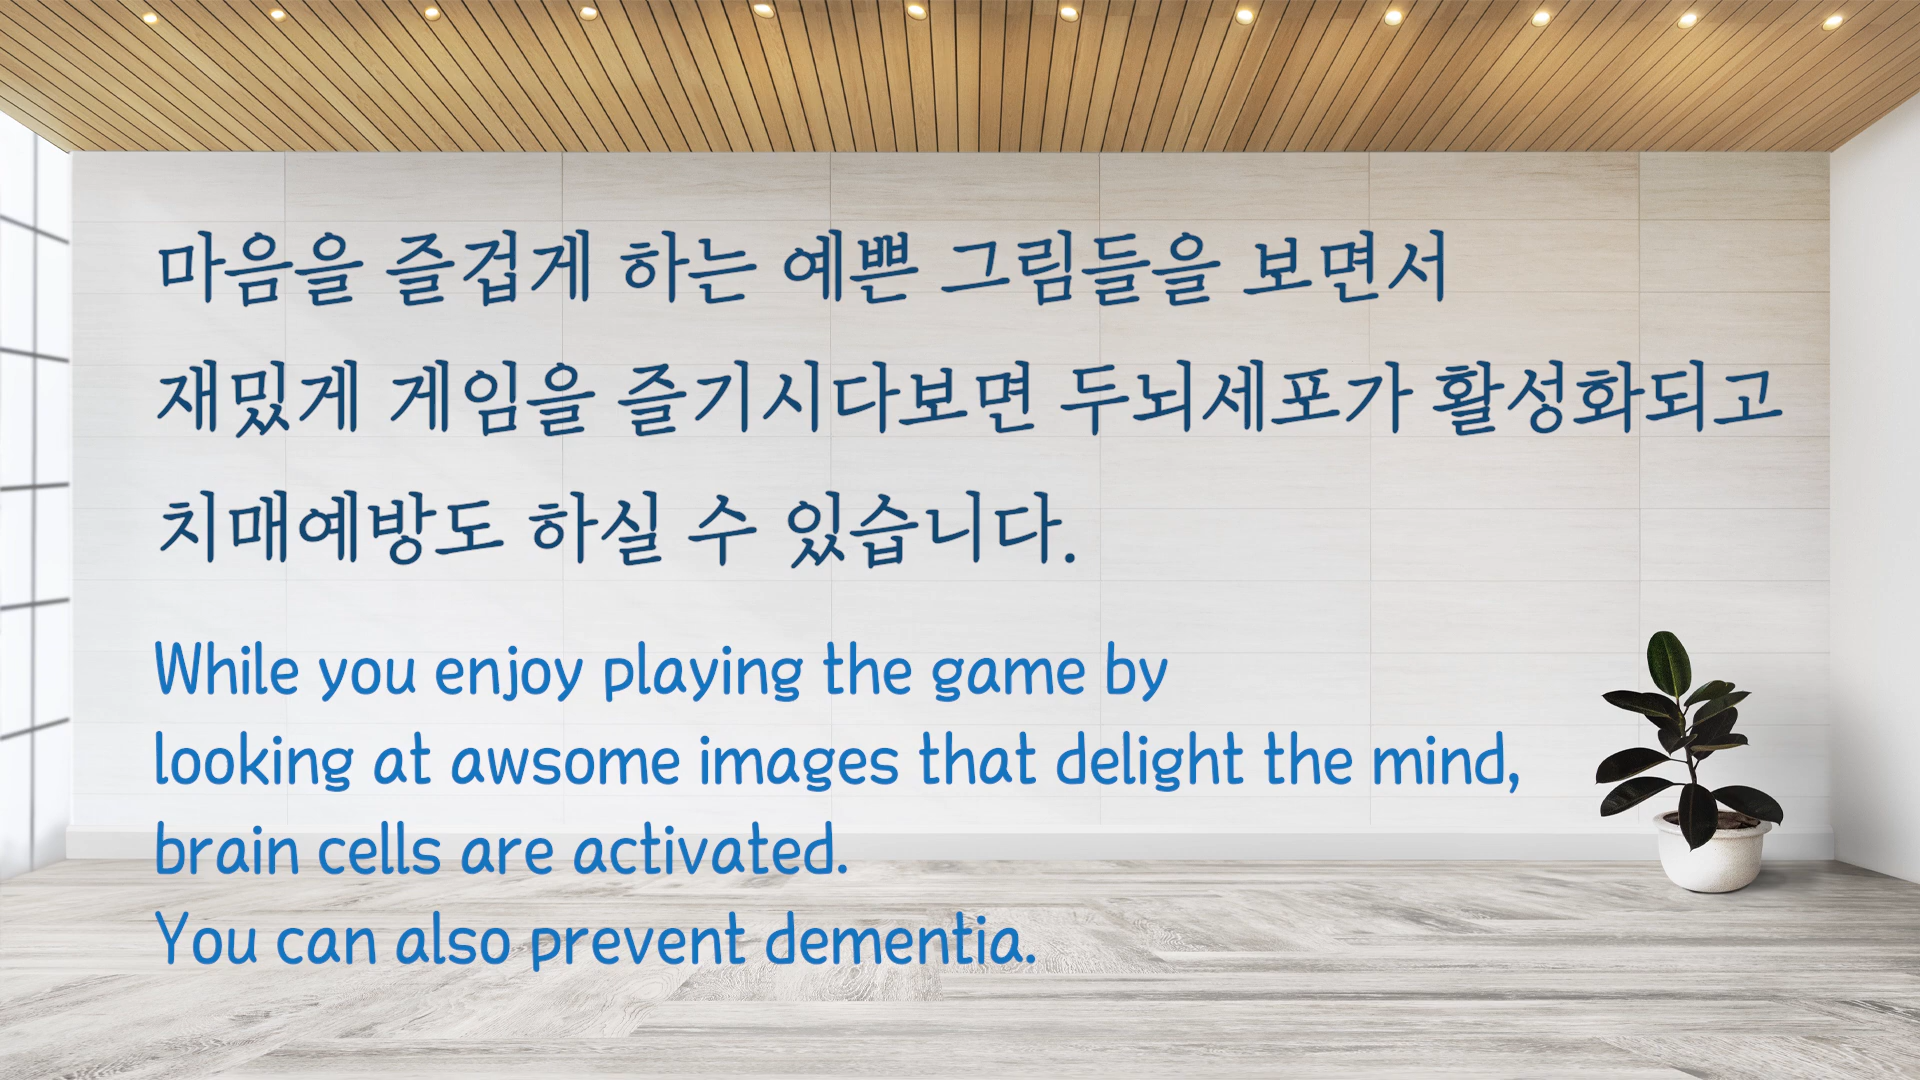 마음을 즐겁게 하는 예쁜 그림들을 보면서
재밌게 게임을 즐기시다보면 두뇌세포가 활성화되고
치매예방도 하실 수 있습니다.
While you enjoy playing the game by
looking at awsome images that delight the mind,
brain cells are activated.
You can also prevent dementia.